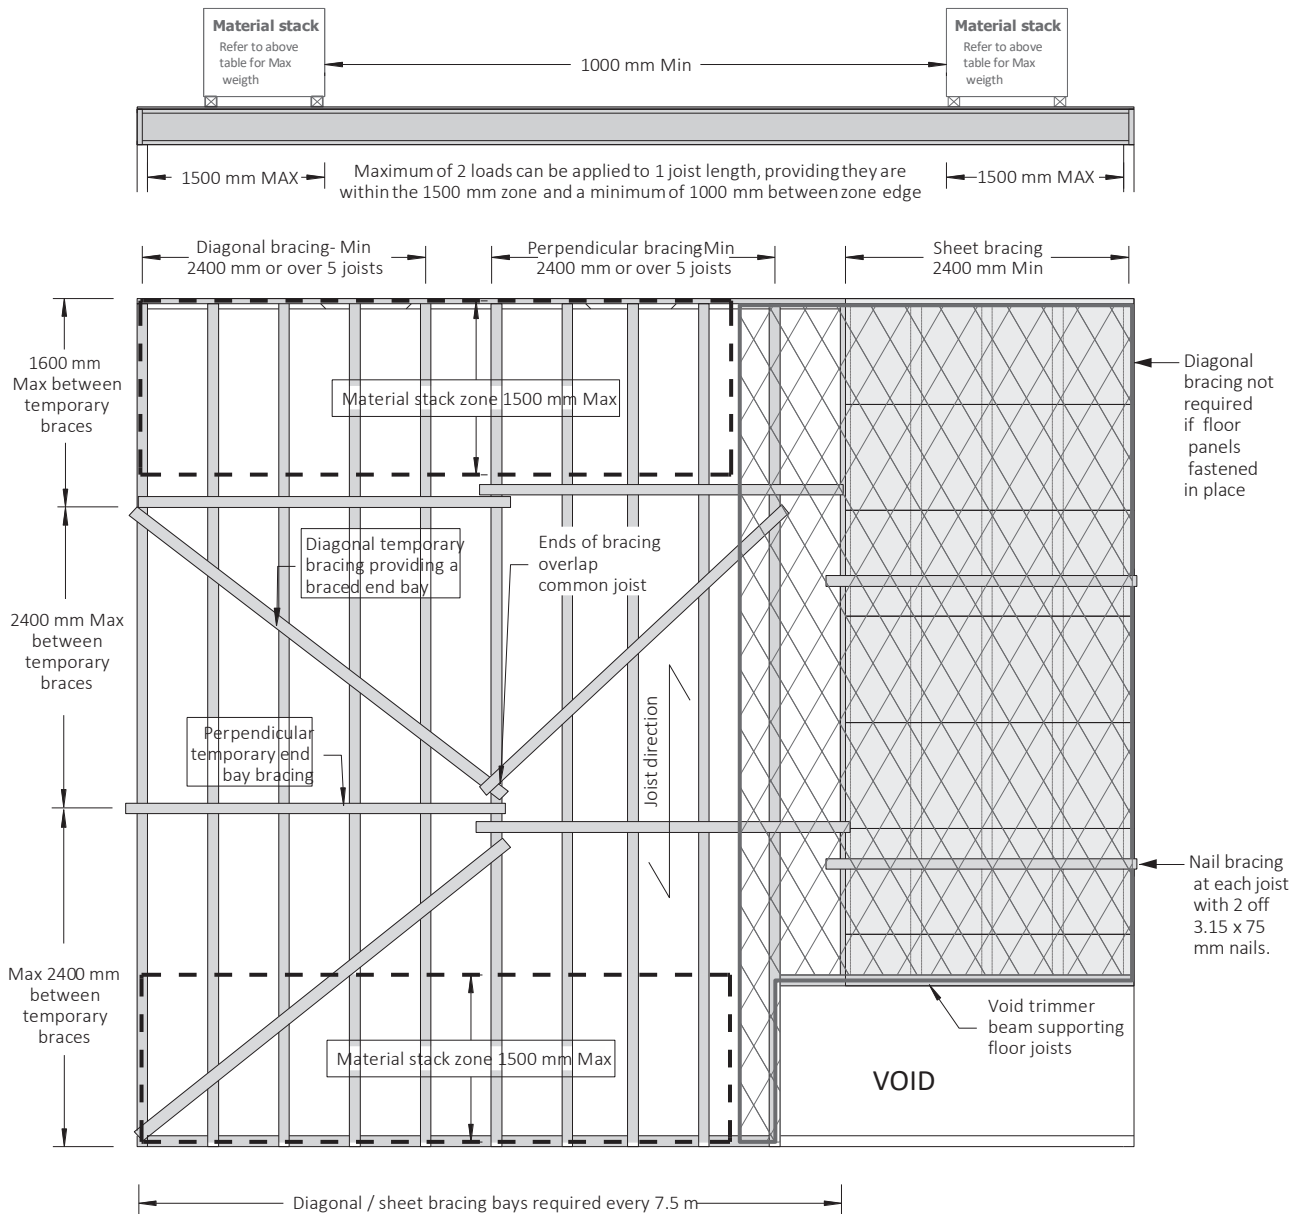 Material stack
Refer to above
table for Max
weigth
Material stack
Refer to above
table for Max
weigth
1000 mm Min
1500 mm MAX
Maximum of 2 loads can be applied to 1 joist length, providing they are
within the 1500 mm zone and a minimum of 1000 mm between zone edge
1500 mm MAX
Diagonal bracing- Min
2400 mm or over 5 joists
Perpendicular bracing Min
2400 mm or over 5 joists
Sheet bracing
2400 mm Min
1600 mm
Max between
temporary
braces
Material stack zone 1500 mm Max
Diagonal
bracing not
required
if floor
panels
fastened
in place
Diagonal temporary
bracing providing a
braced end bay
Ends of bracing
overlap
common joist
2400 mm Max
between
temporary
braces
Perpendicular
temporary end
bay bracing
Joist direction
Nail bracing
at each joist
with 2 off
3.15 x 75
mm nails.
Max 2400 mm
between
temporary
braces
Void trimmer
beam supporting
floor joists
Material stack zone 1500 mm Max
VOID
Diagonal / sheet bracing bays required every 7.5 m